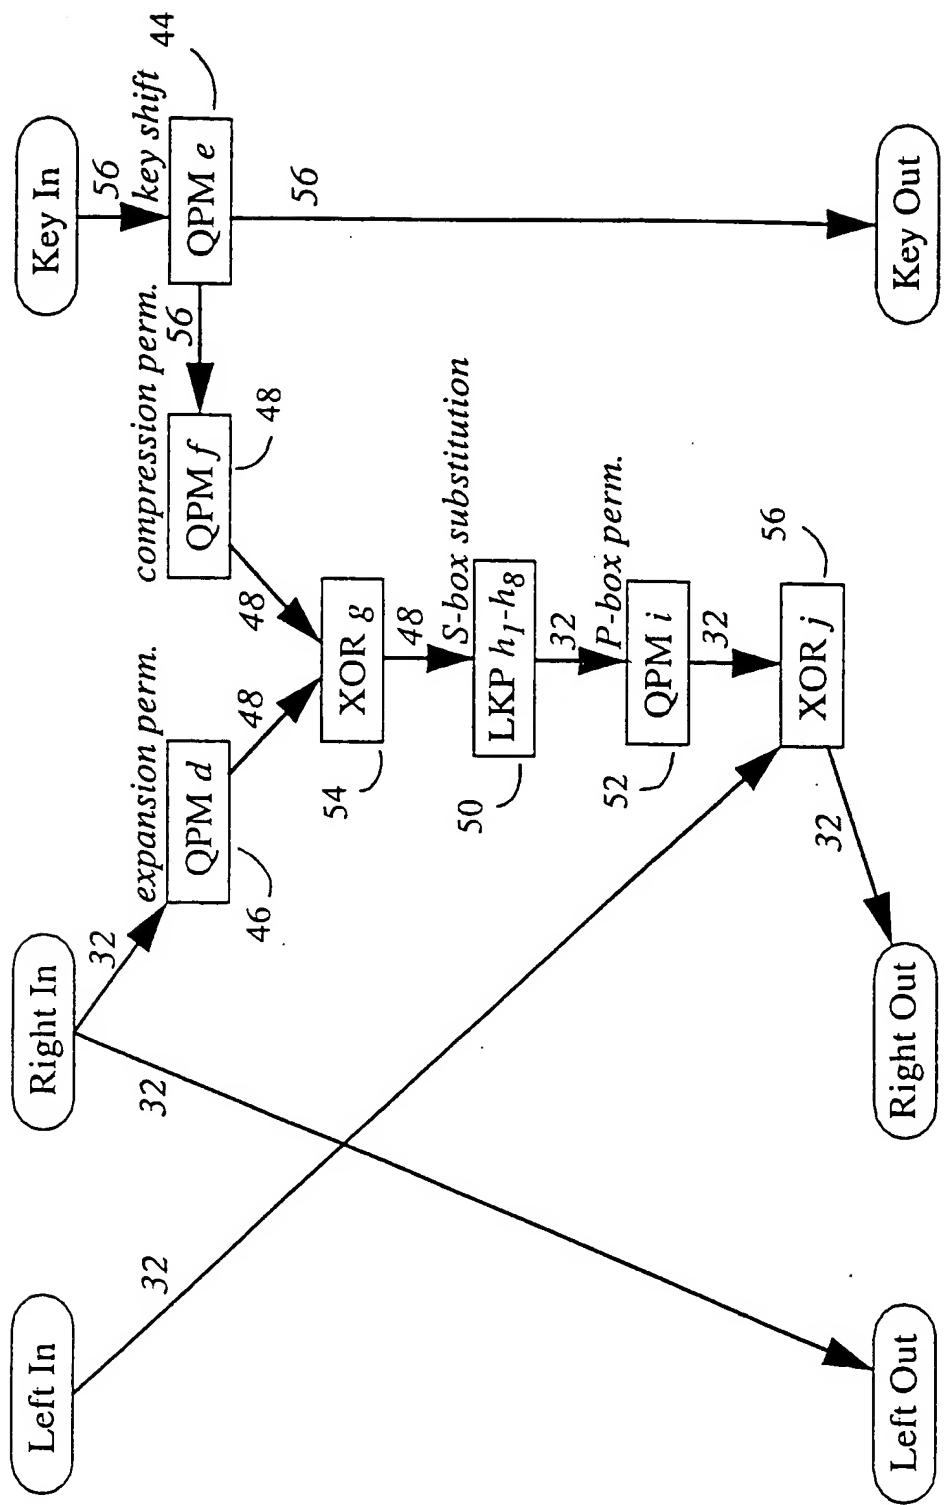 Left In
Right In
Key In
32
32
32
56
expansion perm.
compression perm.
key shift
QPM d
QPM f
QPM e
46
48
44
56
48
48
56
XOR g
54
48
S-box substitution
LKP h1-h8
50
32
P-box perm.
QPM i
52
32
XOR j
56
32
Left Out
Right Out
Key Out